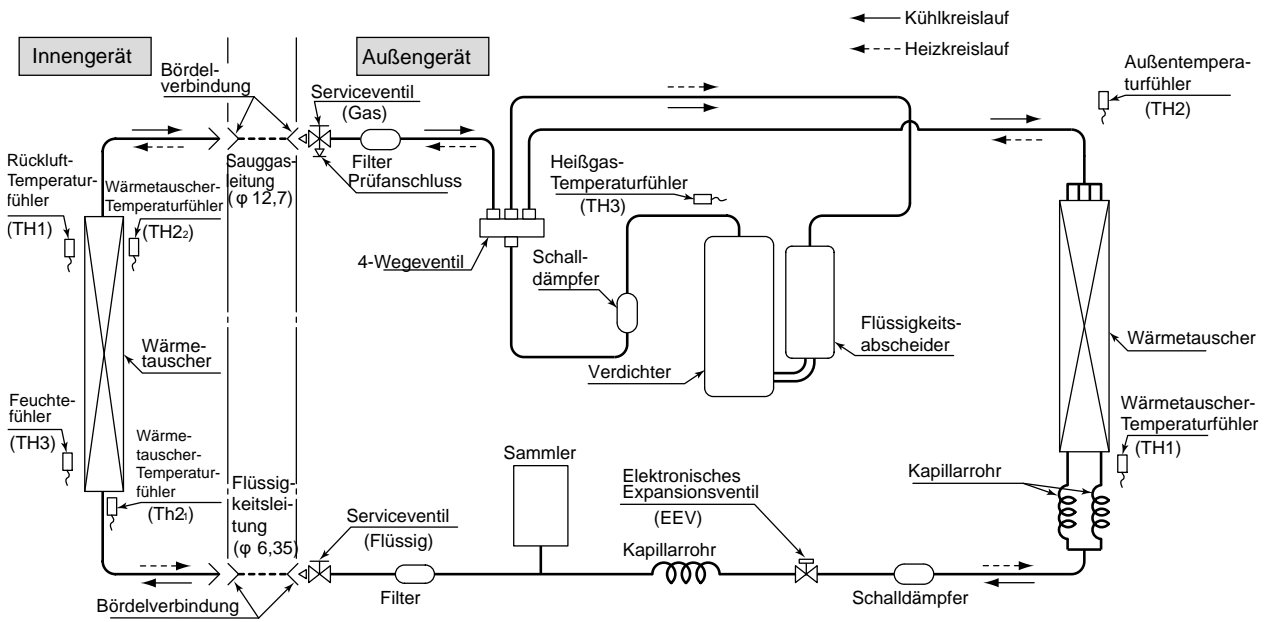 Kühlkreislauf
Heizkreislauf
Innengerät
Außengerät
Bördel-
verbindung
Serviceventil
(Gas)
Außentempera-
turfühler
(TH2)
Rückluft-
Temperatur-
fühler
(TH1)
Wärmetauscher-
Temperaturfühler
(TH2₂)
Sauggas-
leitung
(φ 12,7)
Filter
Prüfanschluss
Heißgas-
Temperaturfühler
(TH3)
4-Wegeventil
Schall-
dämpfer
Verdichter
Flüssigkeits-
abscheider
Wärme-
tauscher
Wärmetauscher
Feuchte-
fühler
(TH3)
Wärme-
tauscher-
Temperatur-
fühler
(Th2₁)
Flüssig-
keitslei-
tung
(φ 6,35)
Serviceventil
(Flüssig)
Sammler
Elektronisches
Expansionsventil
(EEV)
Wärmetauscher-
Temperaturfühler
(TH1)
Kapillarrohr
Kapillarrohr
Bördelverbindung
Filter
Schalldämpfer